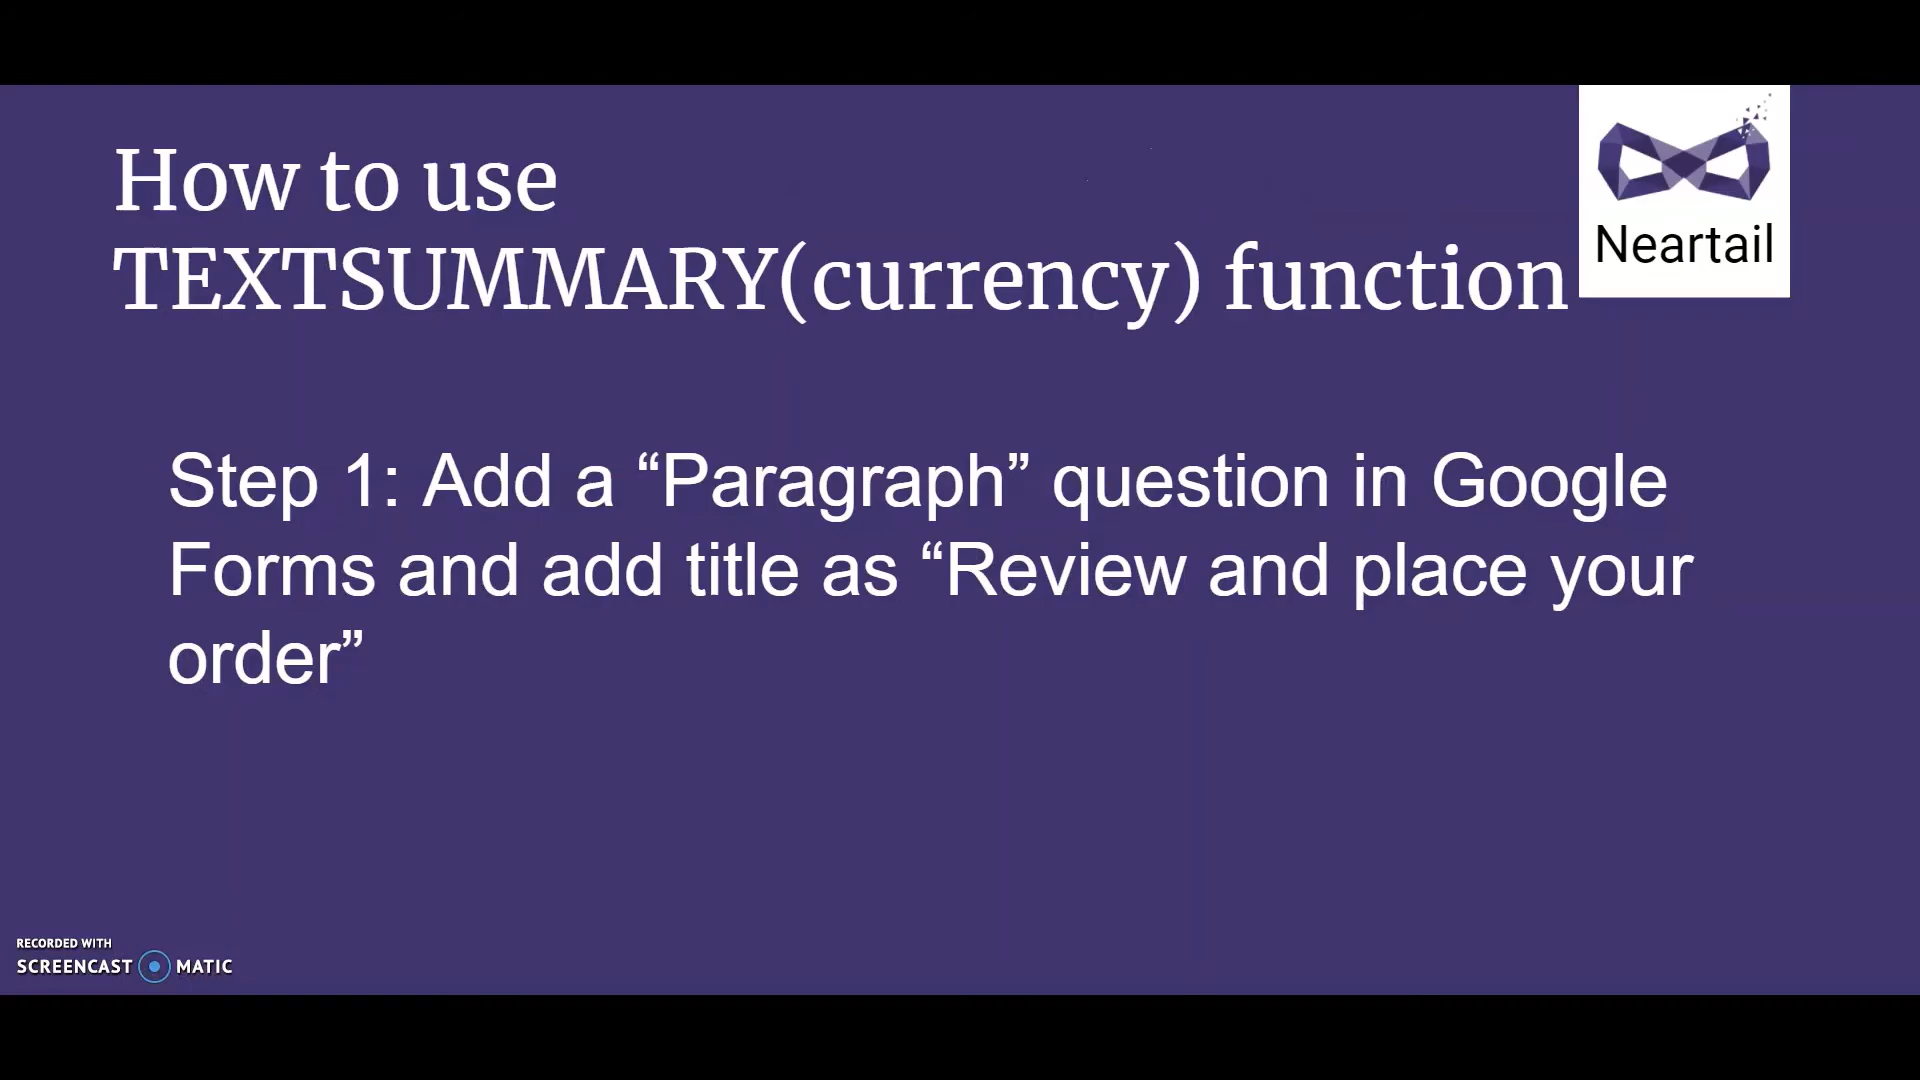 How to use
TEXTSUMMARY(currency) function
Neartail
Step 1: Add a “Paragraph” question in Google
Forms and add title as “Review and place your
order”
RECORDED WITH
SCREENCAST MATIC